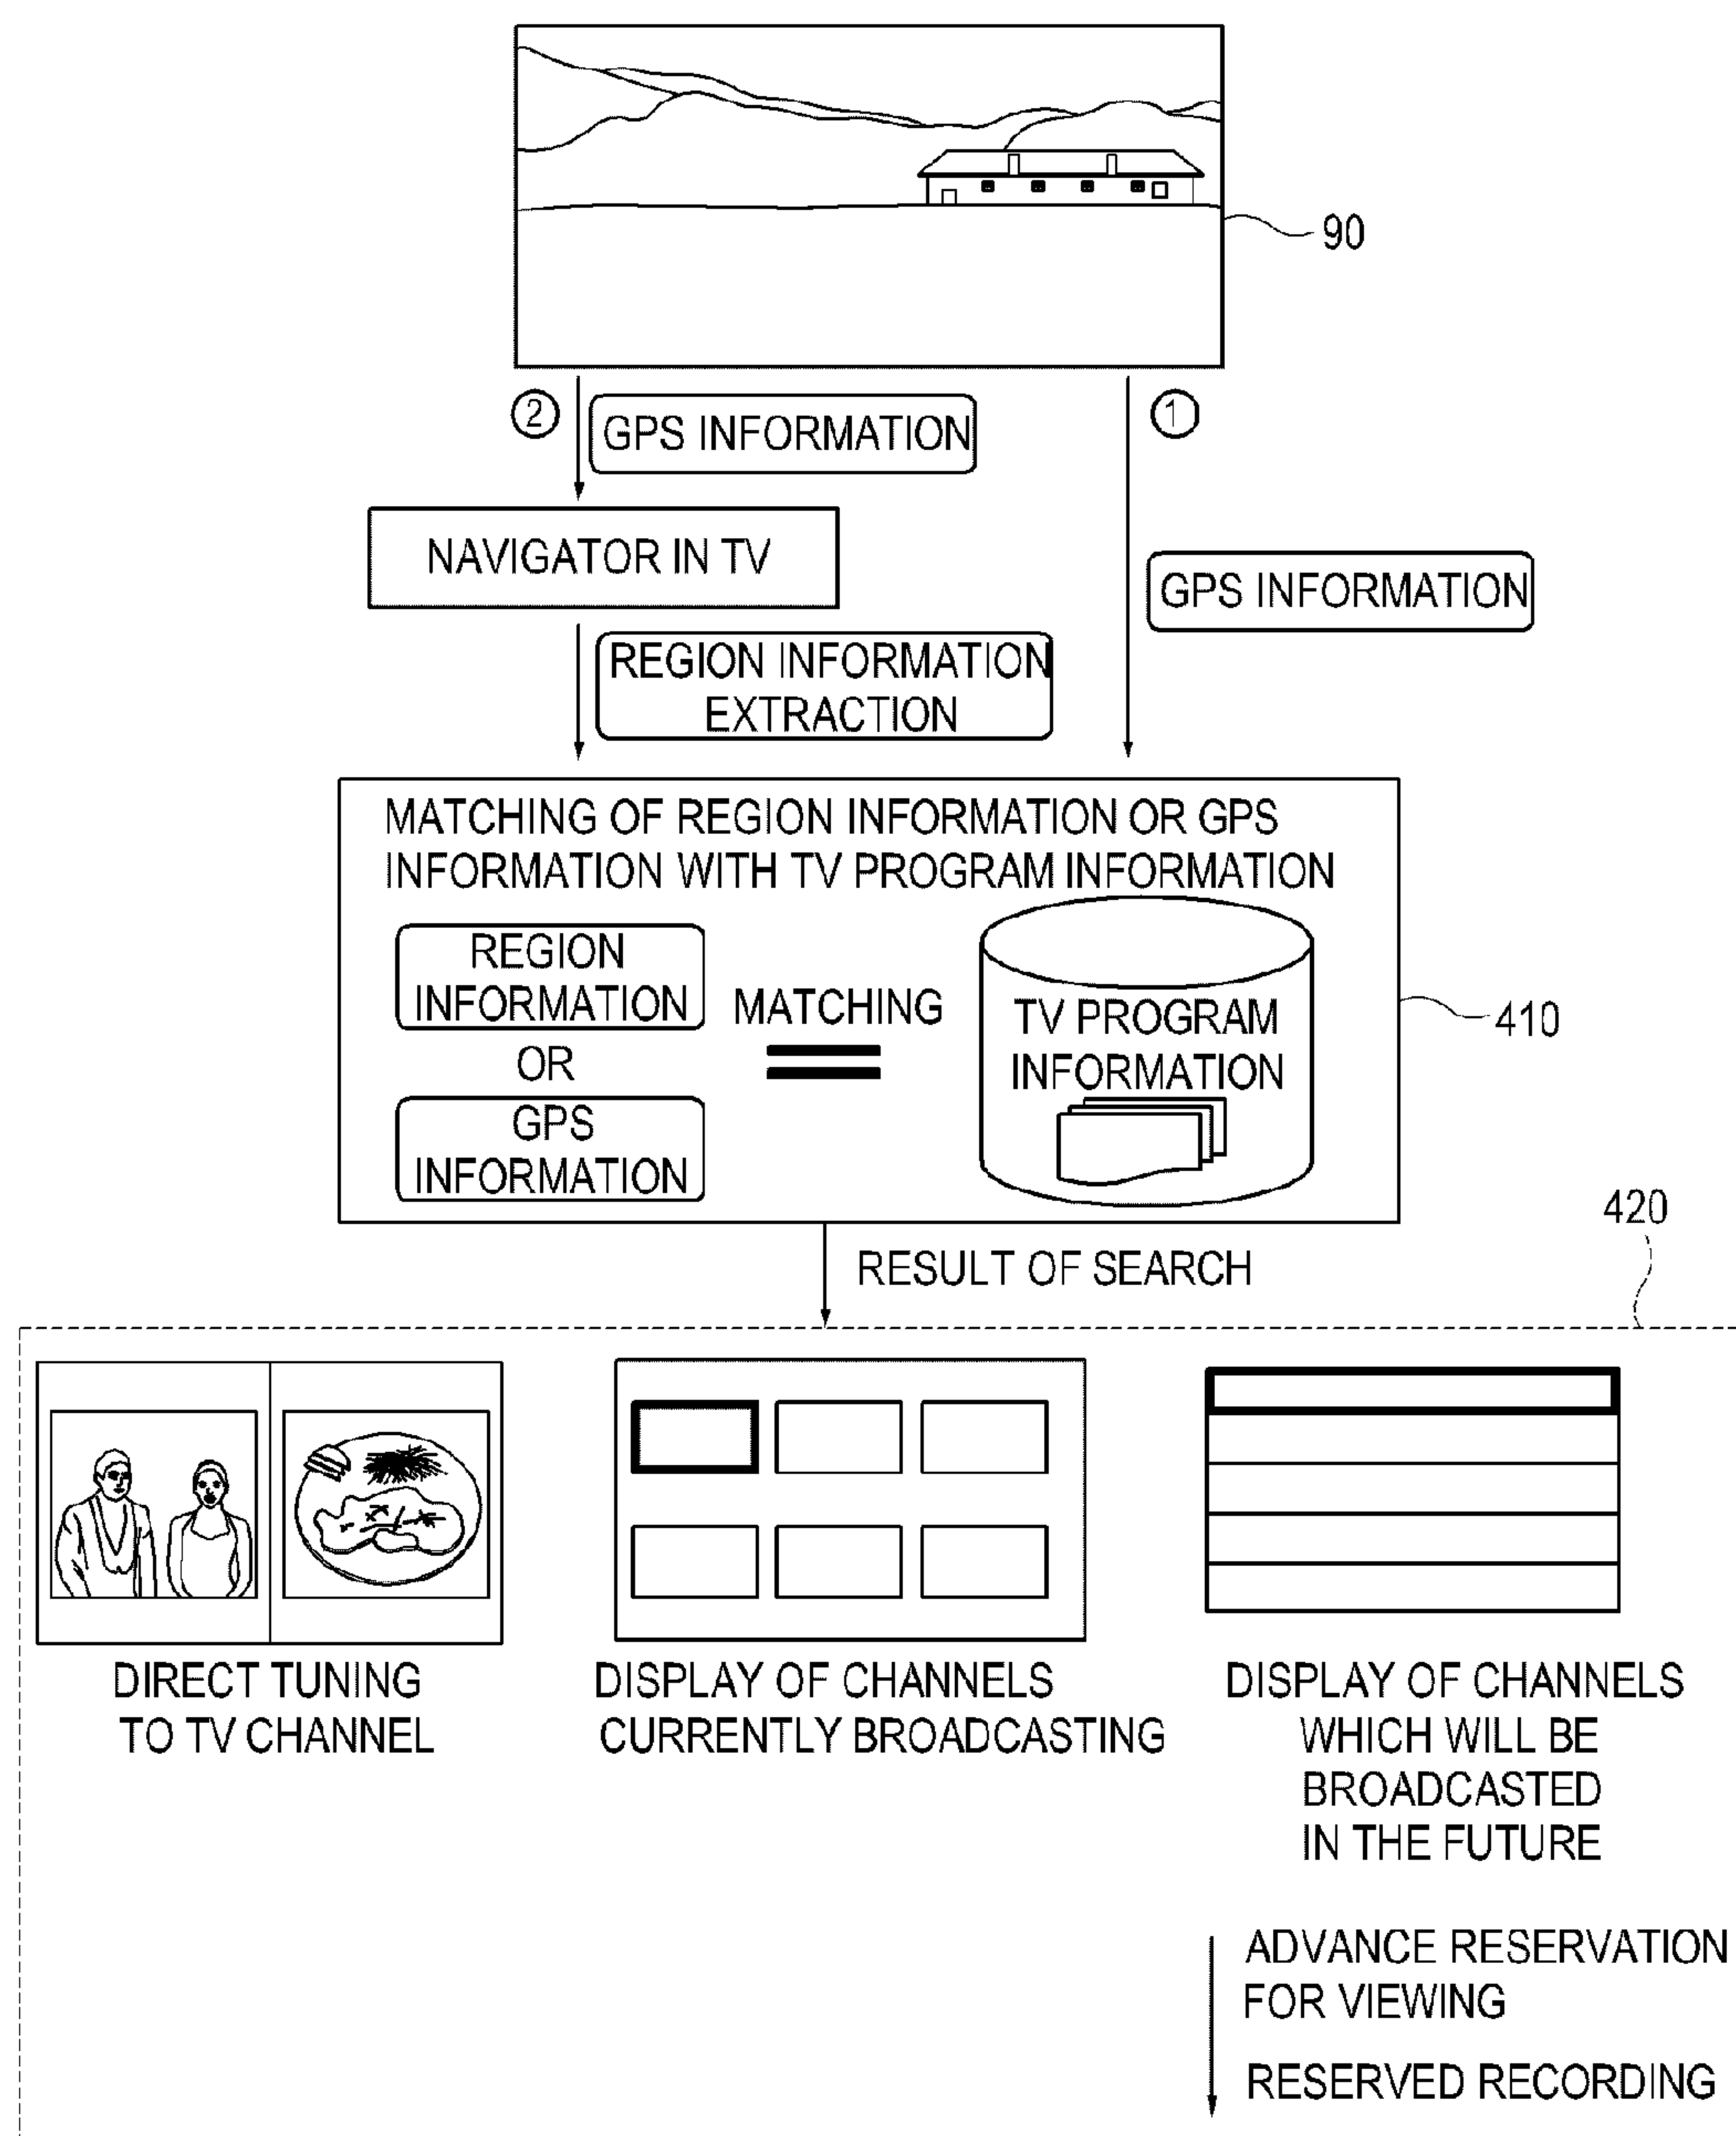 90
② GPS INFORMATION
①
NAVIGATOR IN TV
GPS INFORMATION
REGION INFORMATION
EXTRACTION
MATCHING OF REGION INFORMATION OR GPS
INFORMATION WITH TV PROGRAM INFORMATION
REGION
INFORMATION
OR
GPS
INFORMATION
MATCHING
TV PROGRAM
INFORMATION
410
RESULT OF SEARCH
420
DIRECT TUNING
TO TV CHANNEL
DISPLAY OF CHANNELS
CURRENTLY BROADCASTING
DISPLAY OF CHANNELS
WHICH WILL BE
BROADCASTED
IN THE FUTURE
ADVANCE RESERVATION
FOR VIEWING
RESERVED RECORDING